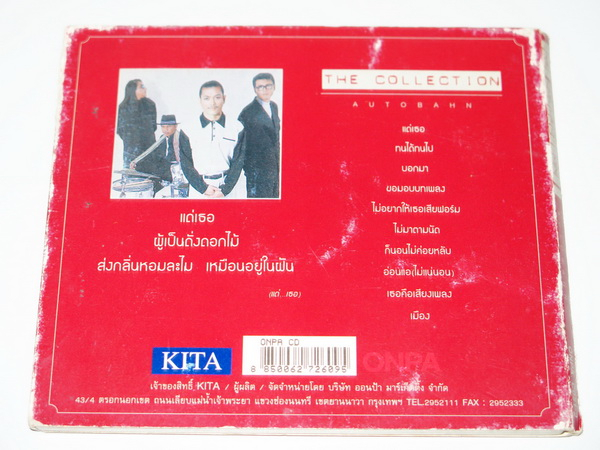 THE COLLECTION
AUTOBAHN
แด่เธอ
ทนได้ทนไป
บอกมา
ขอมอบบทเพลง
ไม่อยากให้เธอเสียฟอร์ม
ไม่มาตามนัด
ก็นอนไม่ค่อยหลับ
อ่อนแอ(ไม่แน่นอน)
เธอคือเสียงเพลง
เมือง
แด่เธอ
ผู้เป็นดั่งดอกไม้
ส่งกลิ่นหอมละไม เหมือนอยู่ในฝัน
(แด่...เธอ)
KITA
ONPA CD
8 850062 726095
ONPA
เจ้าของสิทธิ์ KITA / ผู้ผลิต / จัดจำหน่ายโดย บริษัท ออนป้า มาร์เก็ตติ้ง จำกัด
43/4 ตรอกนอกเขต ถนนเลียบแม่น้ำเจ้าพระยา แขวงช่องนนทรี เขตยานนาวา กรุงเทพฯ TEL.2952111 FAX : 2952333